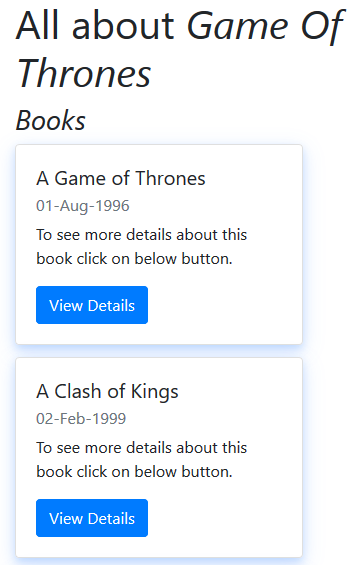 All about Game Of
Thrones
Books
A Game of Thrones
01-Aug-1996
To see more details about this
book click on below button.
View Details
A Clash of Kings
02-Feb-1999
To see more details about this
book click on below button.
View Details